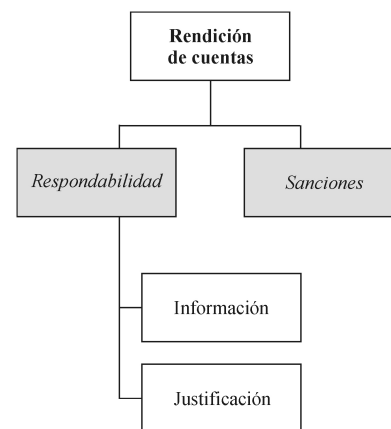 Rendición
de cuentas
Respondabilidad
Sanciones
Información
Justificación